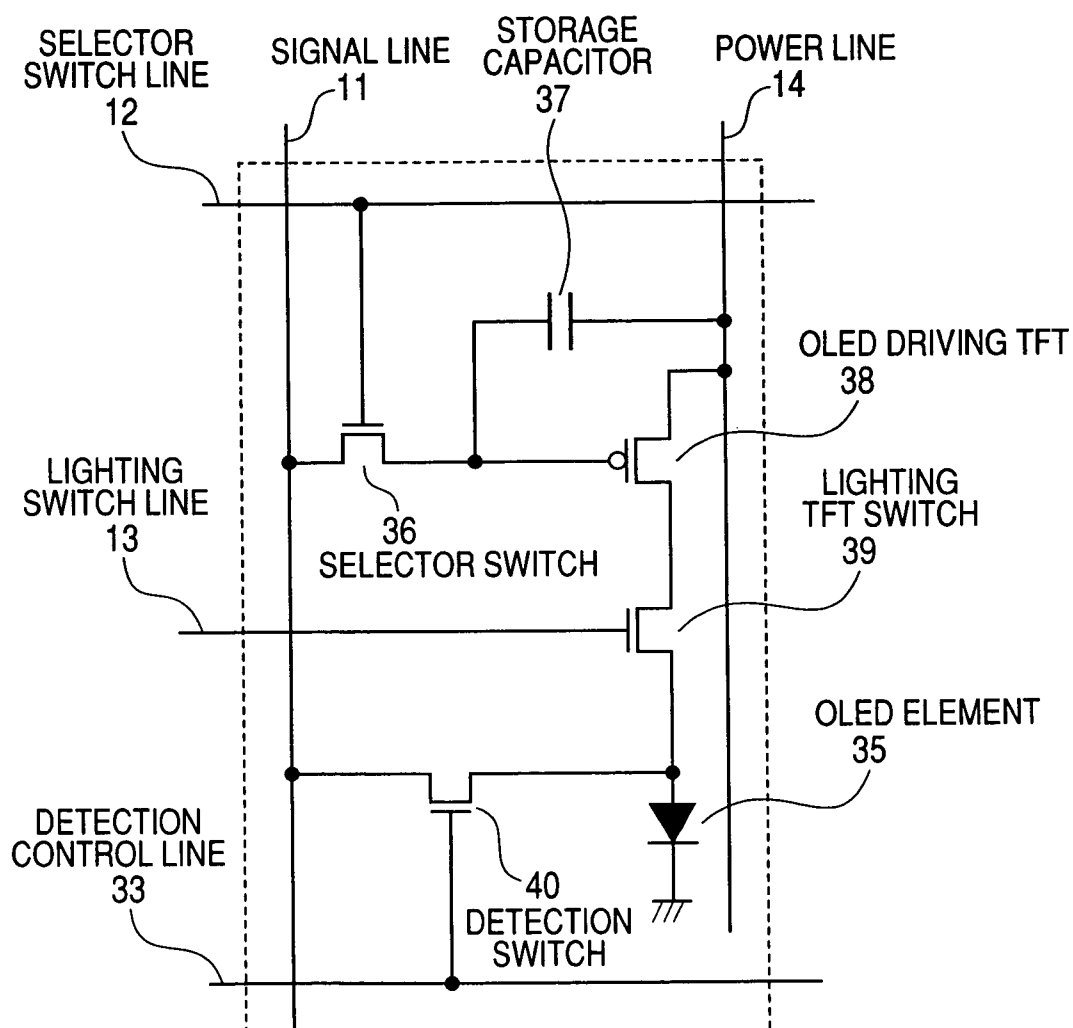 SELECTOR
SWITCH LINE
12
SIGNAL LINE
11
STORAGE
CAPACITOR
37
POWER LINE
14
OLED DRIVING TFT
38
LIGHTING
SWITCH LINE
13
36
SELECTOR SWITCH
LIGHTING
TFT SWITCH
39
OLED ELEMENT
35
DETECTION
CONTROL LINE
33
40
DETECTION
SWITCH